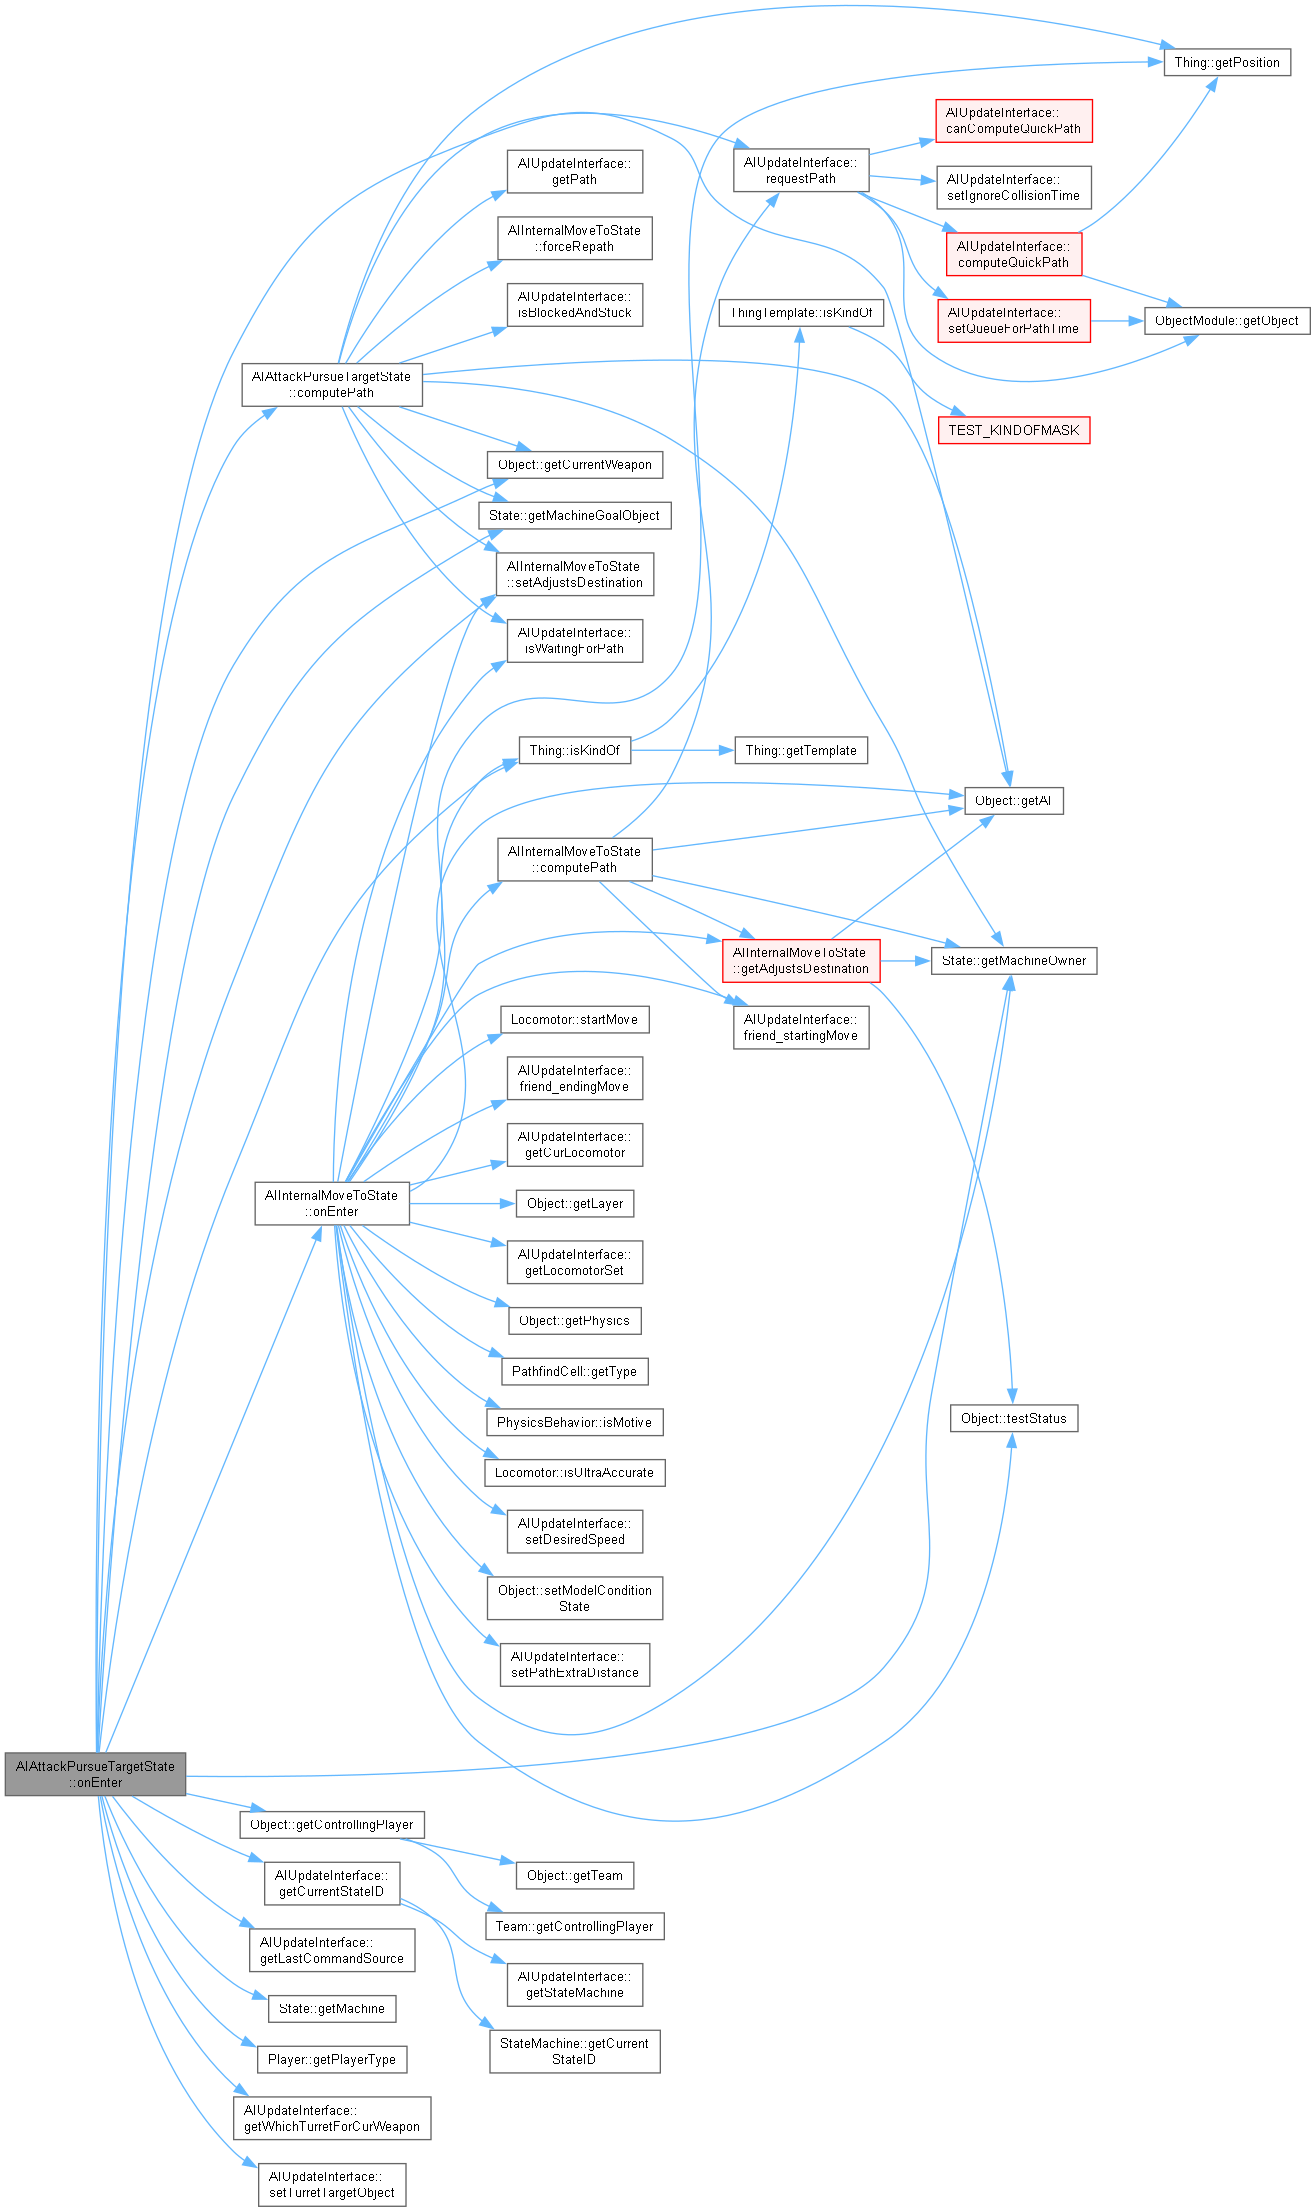 Thing::getPosition
AIUpdateInterface::
canComputeQuickPath
AIUpdateInterface::
getPath
AIUpdateInterface::
requestPath
AIUpdateInterface::
setIgnoreCollisionTime
AIInternalMoveToState
::forceRepath
AIUpdateInterface::
computeQuickPath
AIUpdateInterface::
isBlockedAndStuck
ThingTemplate::isKindOf
AIUpdateInterface::
setQueueForPathTime
ObjectModule::getObject
AIAttackPursueTargetState
::computePath
TEST_KINDOFMASK
Object::getCurrentWeapon
State::getMachineGoalObject
AIInternalMoveToState
::setAdjustsDestination
AIUpdateInterface::
isWaitingForPath
Thing::isKindOf
Thing::getTemplate
Object::getAI
AIInternalMoveToState
::computePath
AIInternalMoveToState
::getAdjustsDestination
State::getMachineOwner
Locomotor::startMove
AIUpdateInterface::
friend_startingMove
AIUpdateInterface::
friend_endingMove
AIUpdateInterface::
getCurLocomotor
AIInternalMoveToState
::onEnter
Object::getLayer
AIUpdateInterface::
getLocomotorSet
Object::getPhysics
PathfindCell::getType
PhysicsBehavior::isMotive
Object::testStatus
Locomotor::isUltraAccurate
AIUpdateInterface::
setDesiredSpeed
Object::setModelCondition
State
AIUpdateInterface::
setPathExtraDistance
AIAttackPursueTargetState
::onEnter
Object::getControllingPlayer
Object::getTeam
AIUpdateInterface::
getCurrentStateID
Team::getControllingPlayer
AIUpdateInterface::
getLastCommandSource
AIUpdateInterface::
getStateMachine
State::getMachine
StateMachine::getCurrent
StateID
Player::getPlayerType
AIUpdateInterface::
getWhichTurretForCurWeapon
AIUpdateInterface::
setTurretTargetObject